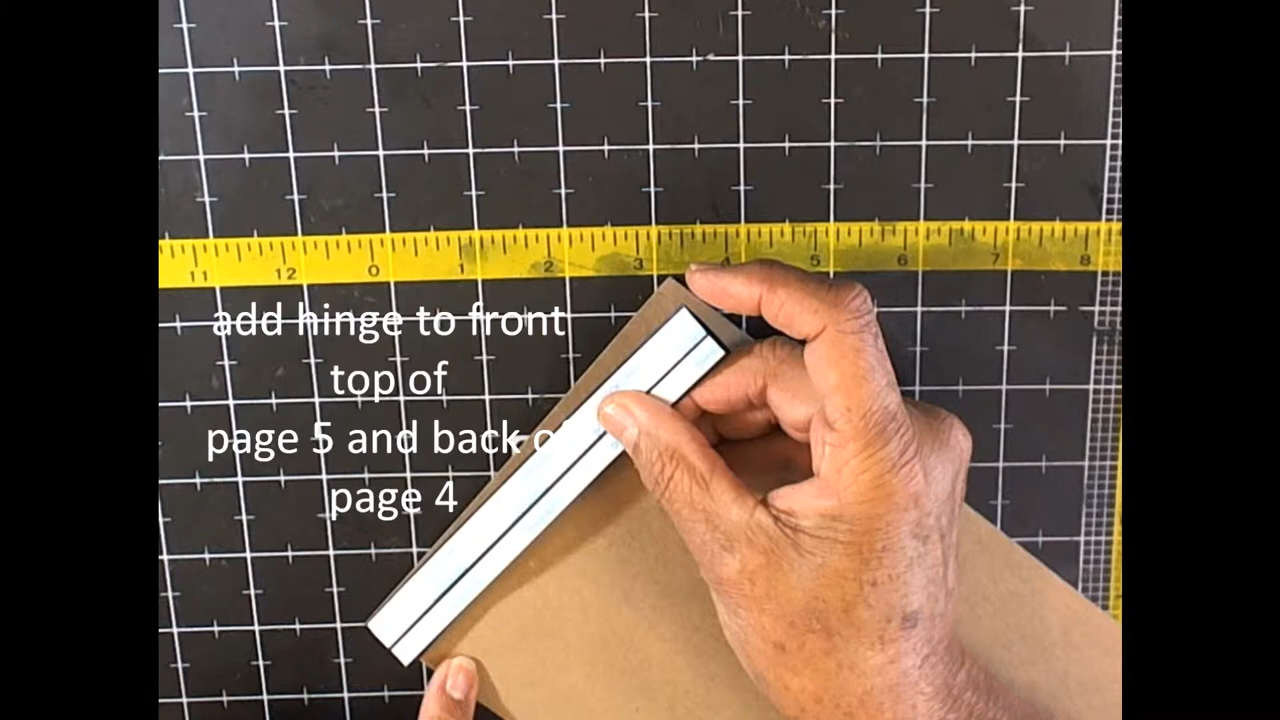 11 12 0 1 2 3 4 5 6 7 8
add hinge to front
top of
page 5 and back of
page 4